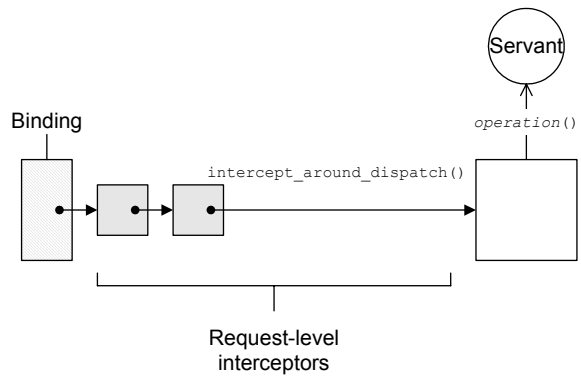 Servant
operation()
Binding
intercept_around_dispatch()
Request-level
interceptors